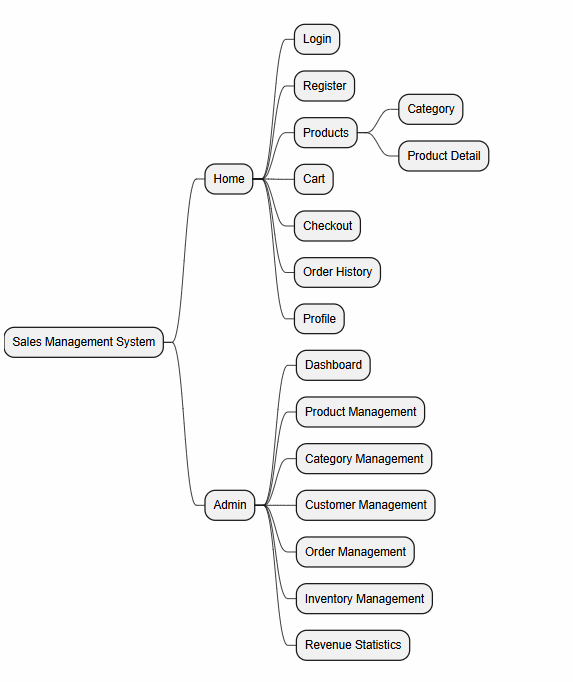 Sales Management System
Home
Login
Register
Products
Category
Product Detail
Cart
Checkout
Order History
Profile
Admin
Dashboard
Product Management
Category Management
Customer Management
Order Management
Inventory Management
Revenue Statistics